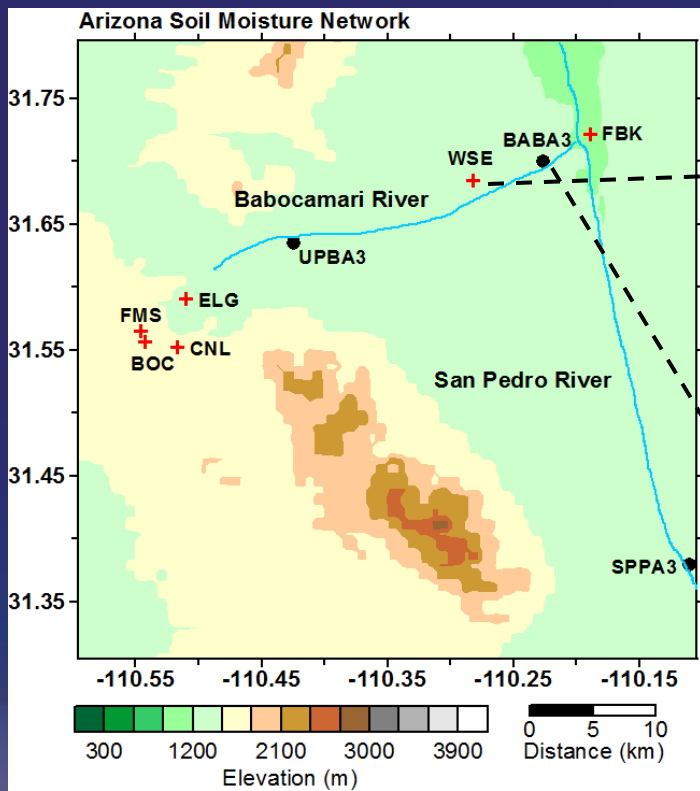 Arizona Soil Moisture Network
31.75
BABA3
FBK
WSE
31.65
Babocamari River
UPBA3
ELG
FMS
31.55
BOC
CNL
San Pedro River
31.45
SPPA3
31.35
-110.55 -110.45 -110.35 -110.25 -110.15
300 1200 2100 3000 3900
0 5 10
Elevation (m)
Distance (km)